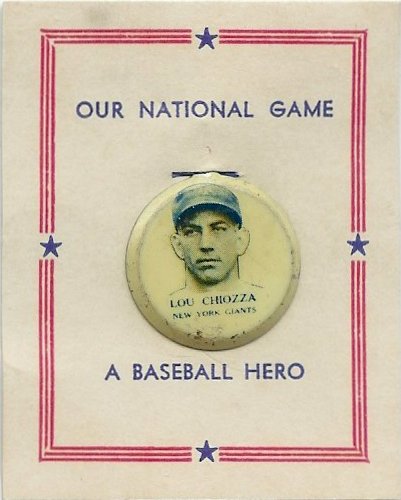 OUR NATIONAL GAME
LOU CHIOZZA
NEW YORK GIANTS
A BASEBALL HERO